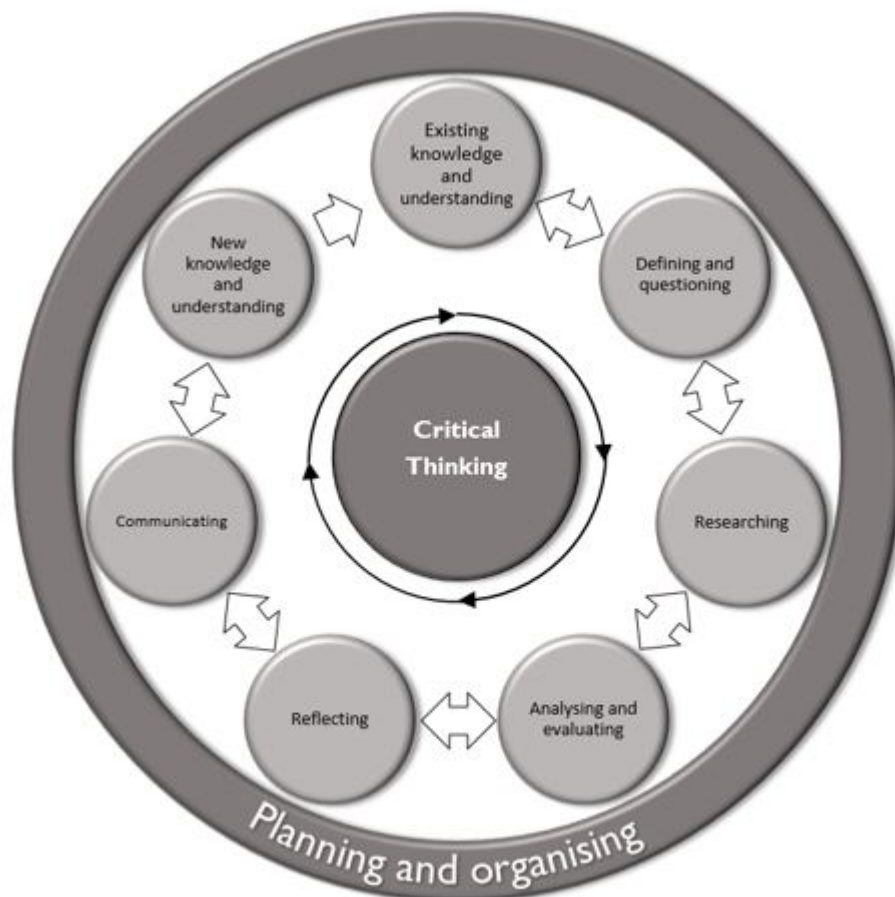 Existing
knowledge
and
understanding
Defining and
questioning
Researching
Analysing and
evaluating
Reflecting
Communicating
New
knowledge
and
understanding
Critical
Thinking
Planning and organising